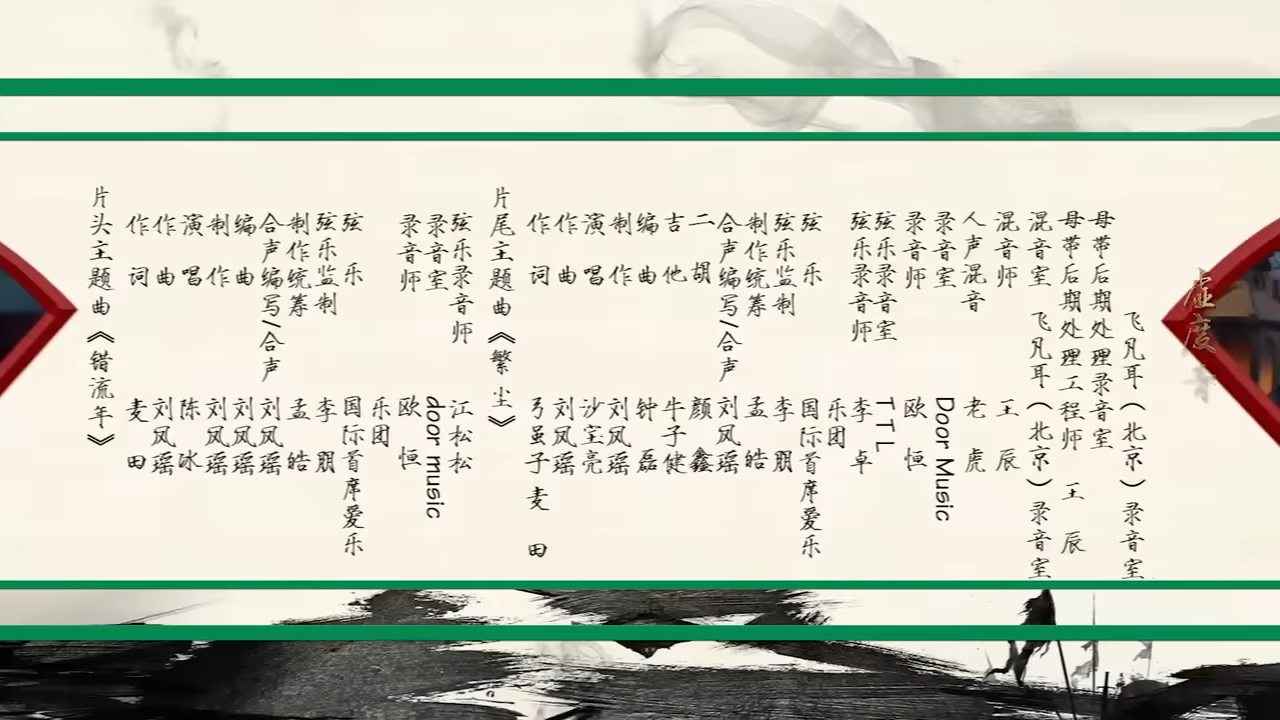 片头主题曲《错流年》
作词 麦田
作曲 刘风瑶
演唱 陈冰
制作 刘风瑶
编曲 刘风瑶
合声编写/合声 刘风瑶
制作统筹 孟皓
弦乐监制 李朋
弦乐 国际首席爱乐
乐团
录音师 欧恒
录音室 door music
弦乐录音师 江松松
片尾主题曲《繁尘》
作词 弓虽子 麦田
作曲 刘风瑶
演唱 沙宝亮
制作 刘风瑶
编曲 钟磊
吉他 牛子健
二胡 颜鑫
合声编写/合声 刘风瑶
制作统筹 孟皓
弦乐监制 李朋
弦乐 国际首席爱乐
乐团
弦乐录音师 李卓
弦乐录音室 TTL
录音师 欧恒
录音室 Door Music
人声混音 老虎
混音师 王辰
混音室 飞凡耳（北京）录音室
母带后期处理工程师 王辰
母带后期处理录音室
飞凡耳（北京）录音室
虚度